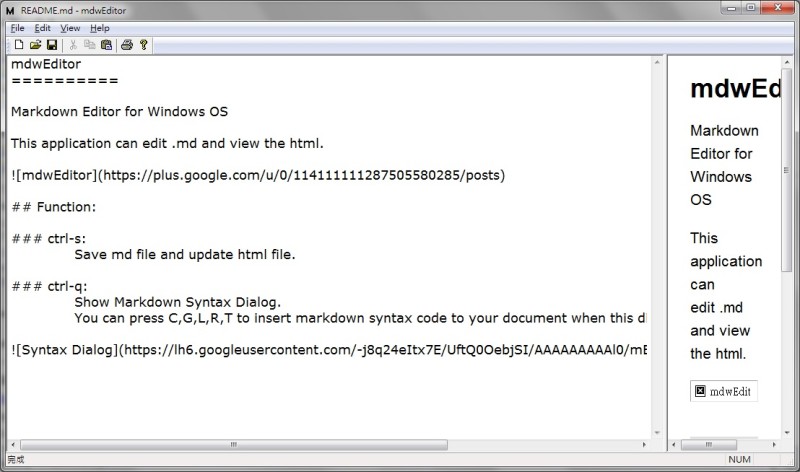 README.md - mdwEditor
File Edit View Help
mdwEditor
==========
Markdown Editor for Windows OS
This application can edit .md and view the html.
![mdwEditor](https://plus.google.com/u/0/114111111287505580285/posts)
## Function:
### ctrl-s:
Save md file and update html file.
### ctrl-q:
Show Markdown Syntax Dialog.
You can press C,G,L,R,T to insert markdown syntax code to your document when this di
![Syntax Dialog](https://lh6.googleusercontent.com/-j8q24eItx7E/UftQ0OebjSI/AAAAAAAAAl0/mE
mdwEd
Markdown
Editor for
Windows
OS
This
application
can
edit .md
and view
the html.
mdwEdit
完成
NUM